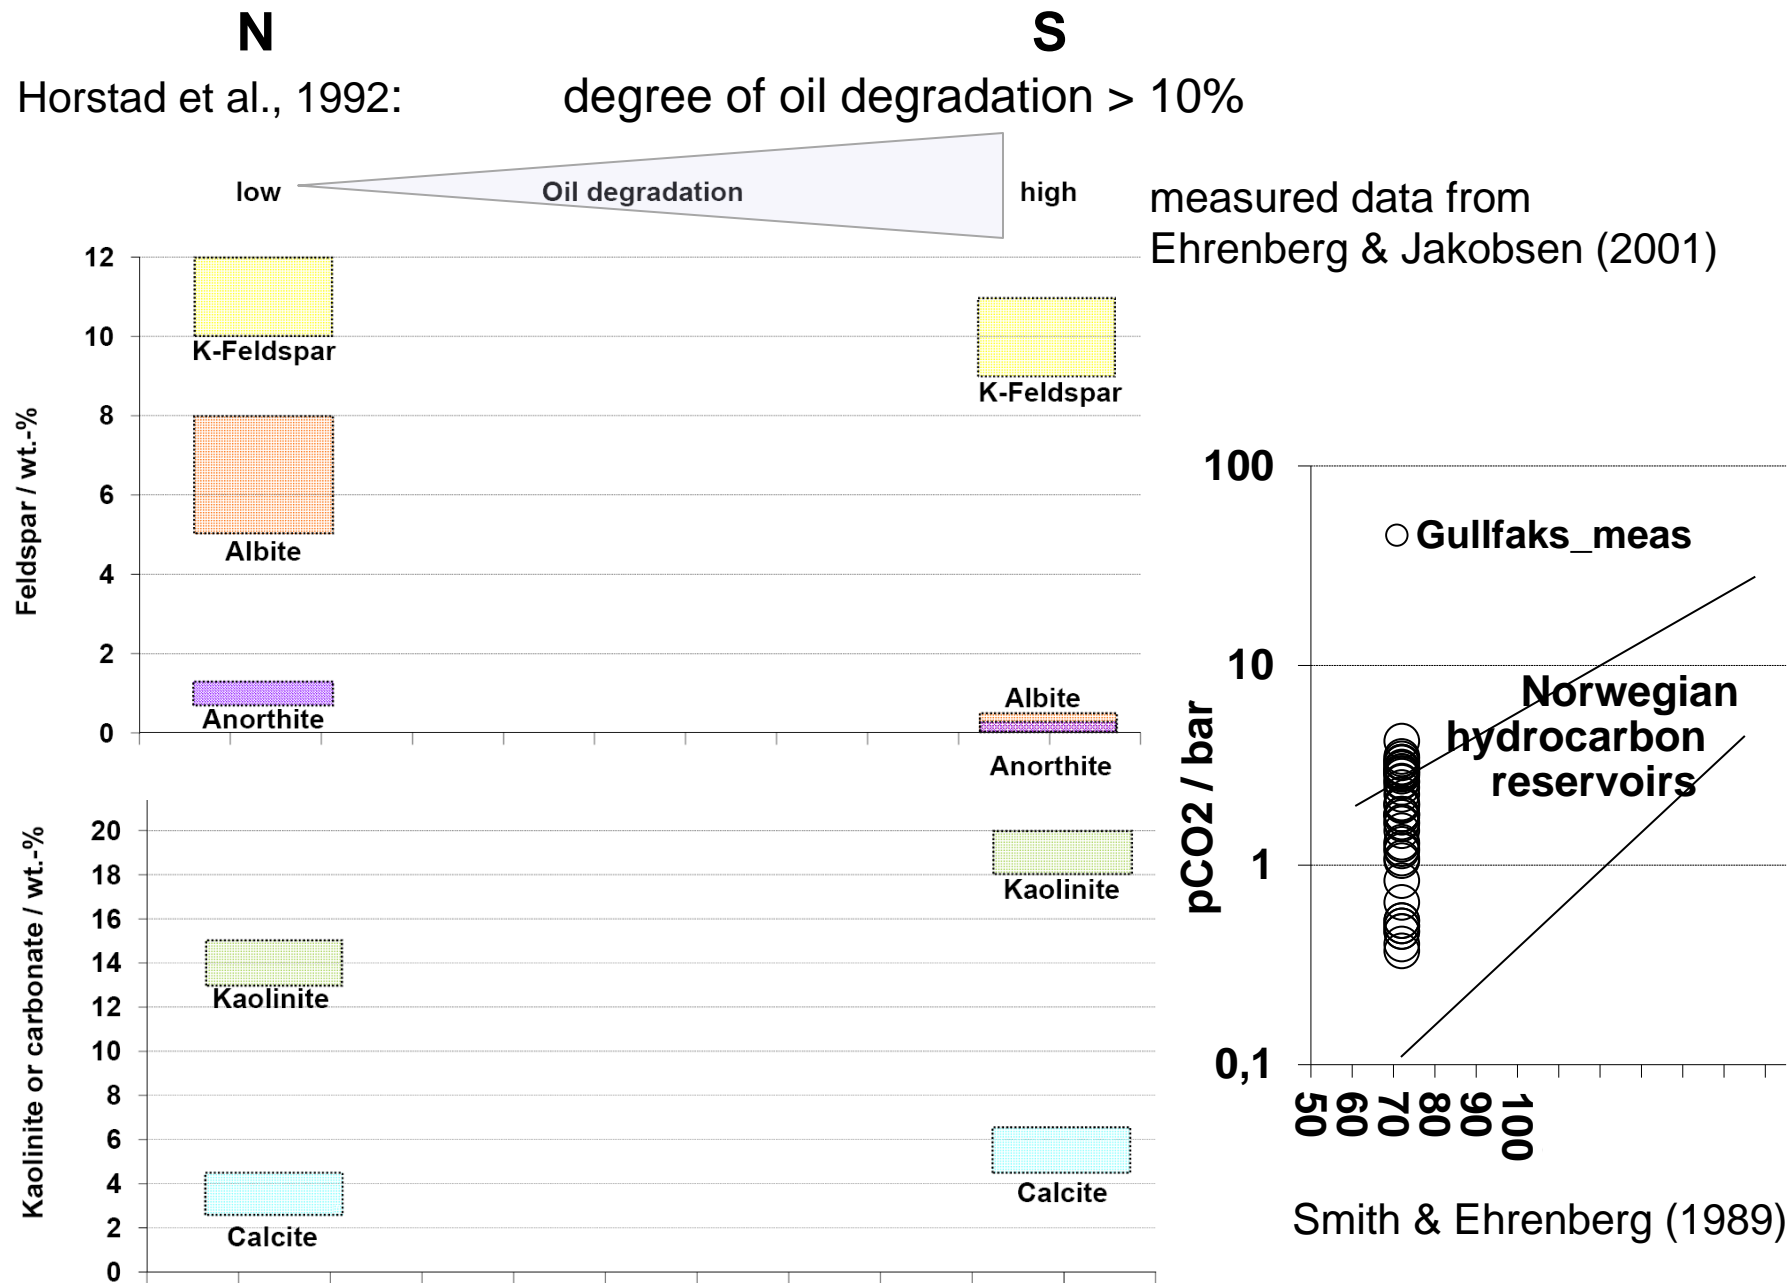 N
S
Horstad et al., 1992:
degree of oil degradation > 10%
low
Oil degradation
high
measured data from
Ehrenberg & Jakobsen (2001)
Feldspar / wt.-%
12
10
8
6
4
2
0
K-Feldspar
Albite
Anorthite
K-Feldspar
Albite
Anorthite
Kaolinite or carbonate / wt.-%
20
18
16
14
12
10
8
6
4
2
0
Kaolinite
Calcite
Kaolinite
Calcite
pCO2 / bar
100
10
1
0,1
Gullfaks_meas
Norwegian
hydrocarbon
reservoirs
50
60
70
80
90
100
Smith & Ehrenberg (1989)